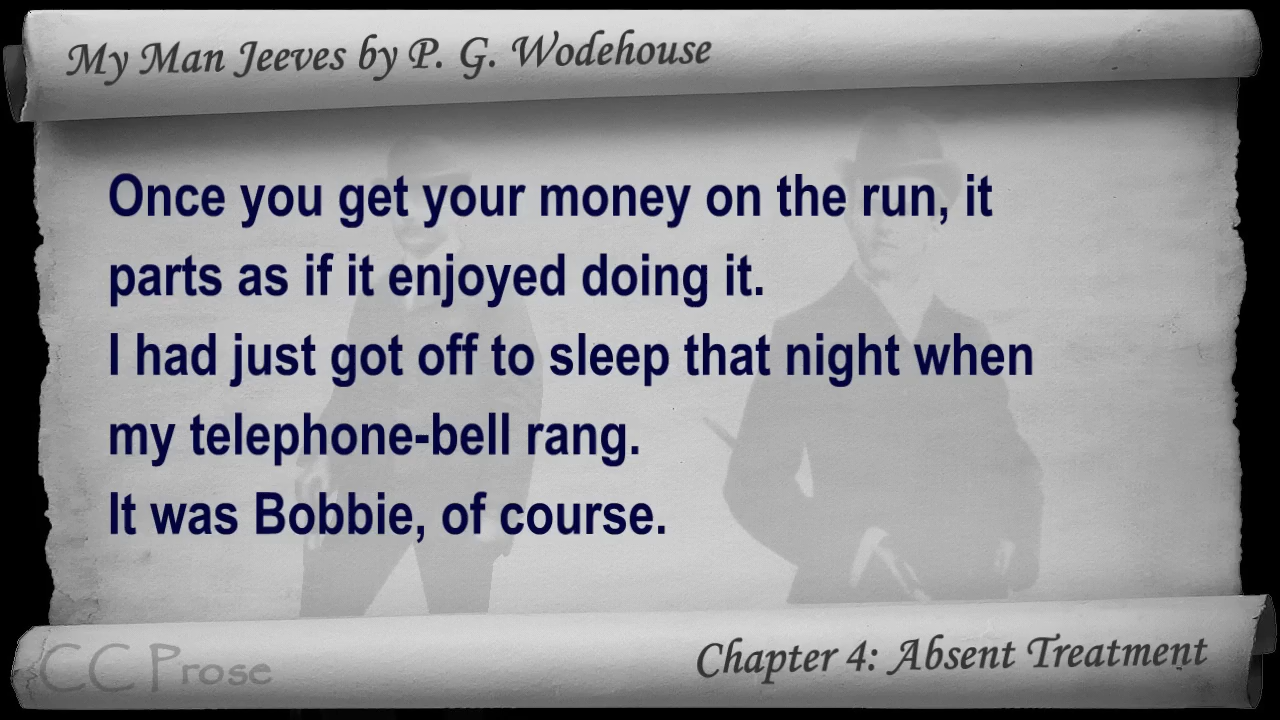 My Man Jeeves by P. G. Wodehouse
Once you get your money on the run, it
parts as if it enjoyed doing it.
I had just got off to sleep that night when
my telephone-bell rang.
It was Bobbie, of course.
CC Prose
Chapter 4: Absent Treatment